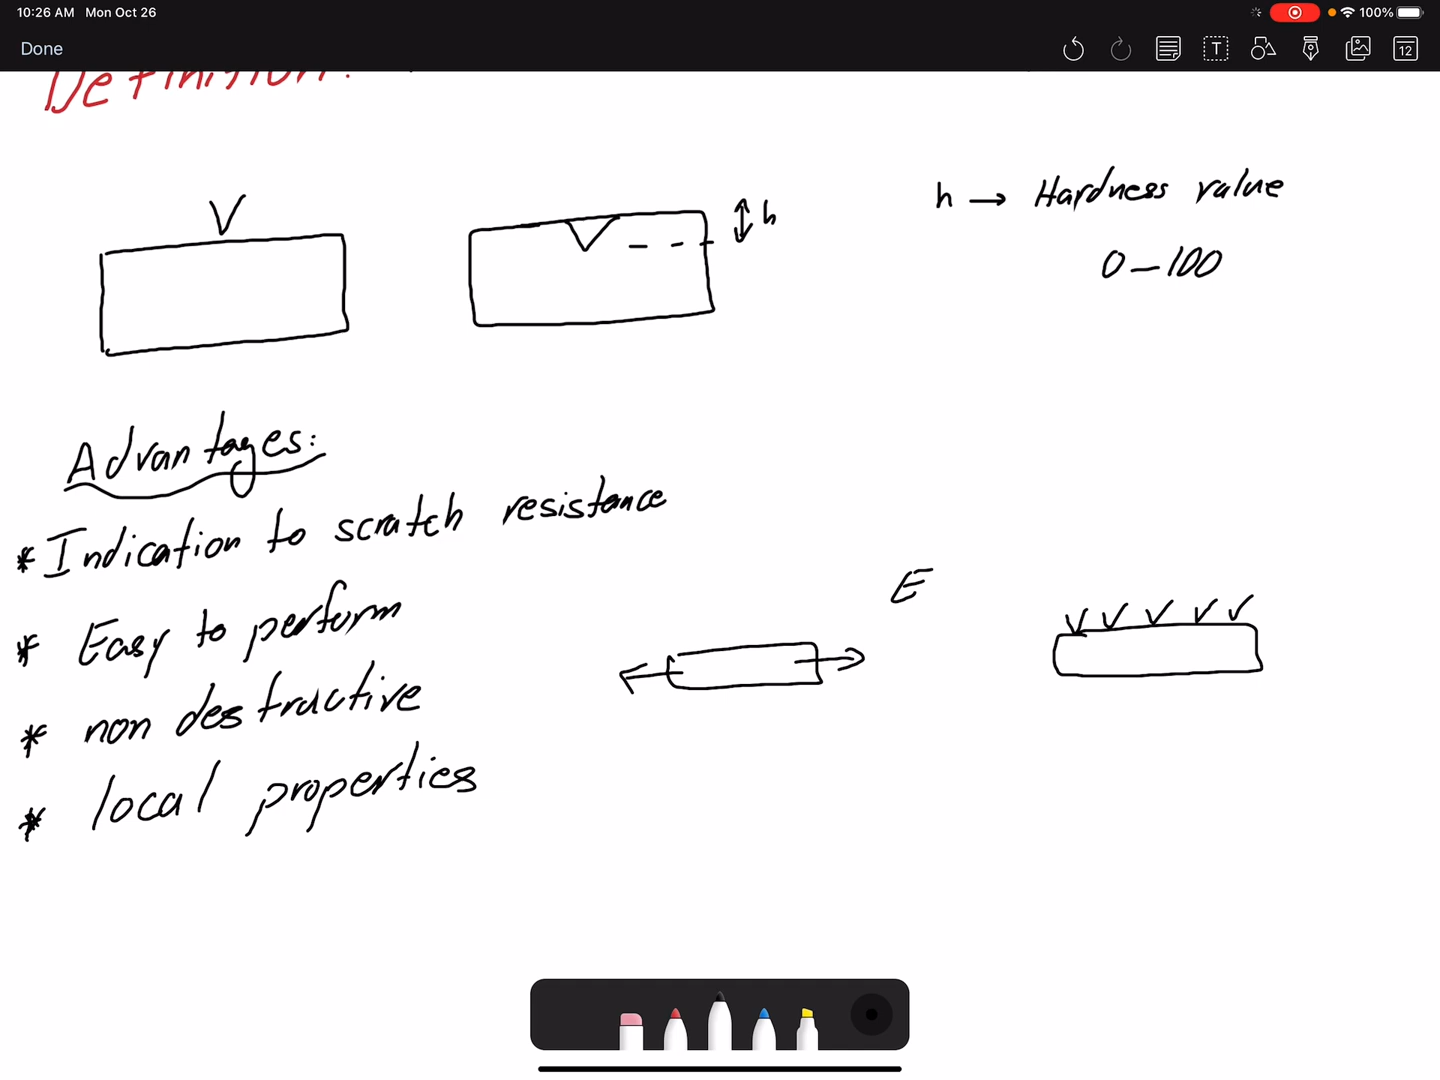 10:26 AM Mon Oct 26
100%
Done
T
12
Definition:
h
h → Hardness value
0-100
Advantages:
* Indication to scratch resistance
* Easy to perform
* non destructive
* local properties
E